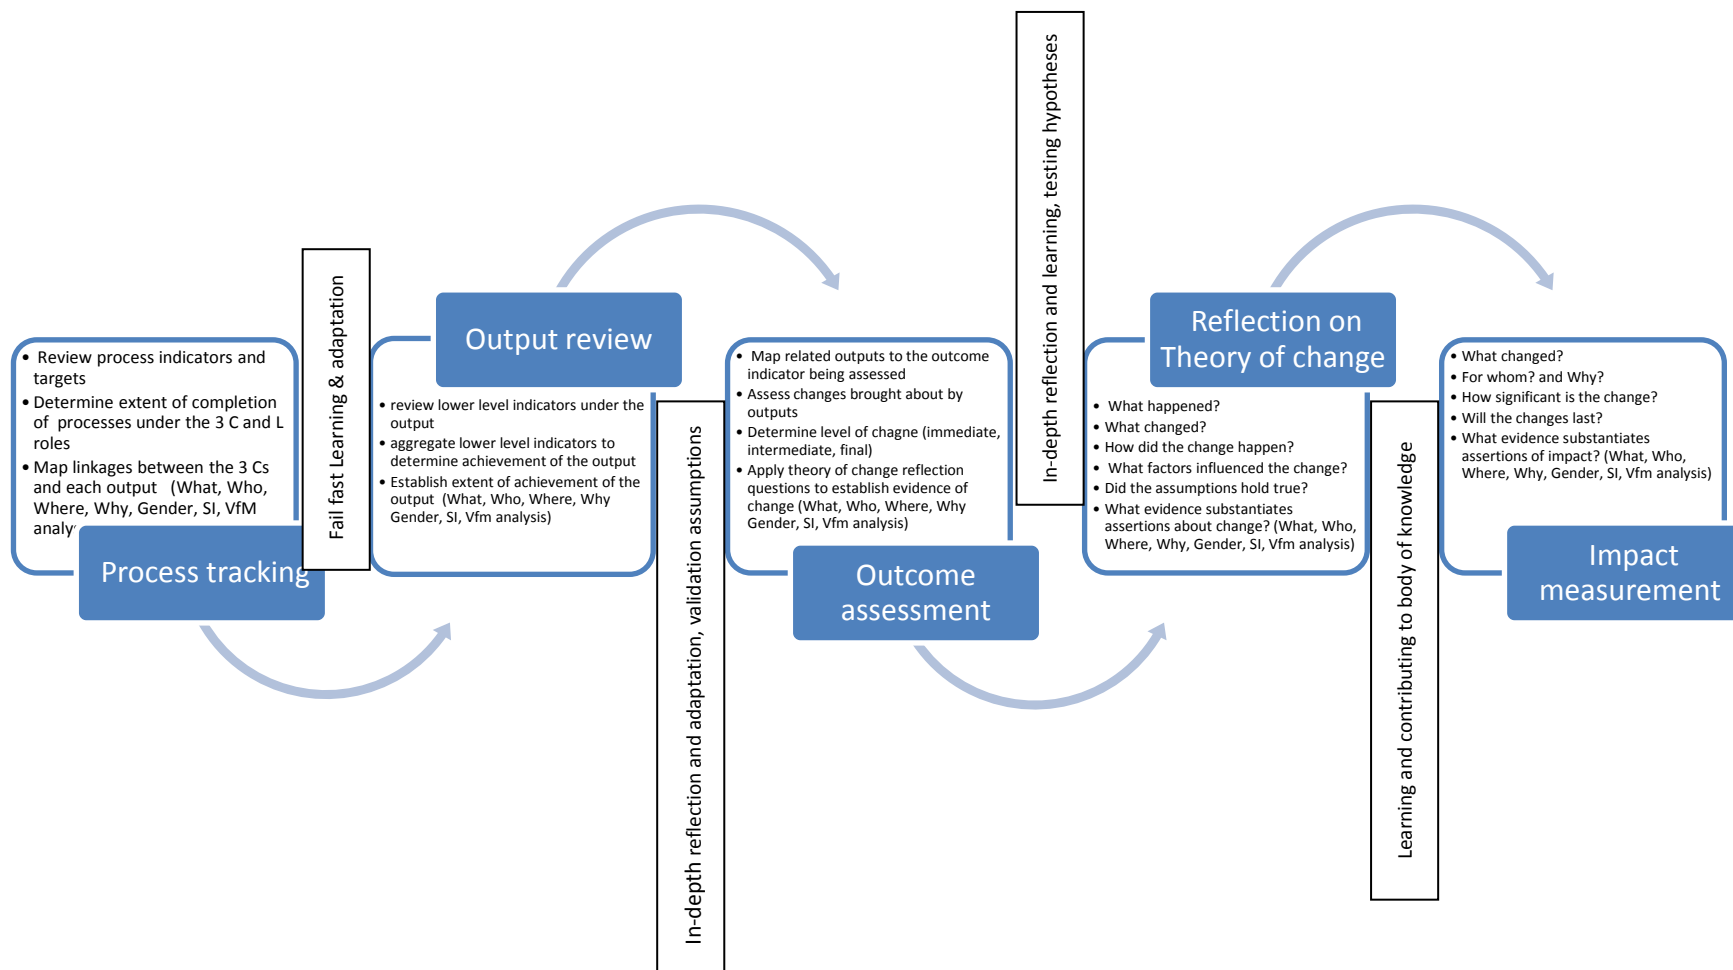 • Review process indicators and
targets
• Determine extent of completion
of processes under the 3 C and L
roles
• Map linkages between the 3 Cs
and each output (What, Who,
Where, Why, Gender, SI, VfM
Process tracking
Fail fast Learning & adaptation
Output review
• review lower level indicators under the
output
• aggregate lower level indicators to
determine achievement of the output
• Establish extent of achievement of the
output (What, Who, Where, Why
Gender, SI, Vfm analysis)
In-depth reflection and adaptation, validation assumptions
• Map related outputs to the outcome
indicator being assessed
• Assess changes brought about by
outputs
• Determine level of chagne (immediate,
intermediate, final)
• Apply theory of change reflection
questions to establish evidence of
change (What, Who, Where, Why
Gender, SI, Vfm analysis)
Outcome
assessment
In-depth reflection and learning, testing hypotheses
Reflection on
Theory of change
• What happened?
• What changed?
• How did the change happen?
• What factors influenced the change?
• Did the assumptions hold true?
• What evidence substantiates
assertions about change? (What, Who,
Where, Why, Gender, SI, Vfm analysis)
Learning and contributing to body of knowledge
• What changed?
• For whom? and Why?
• How significant is the change?
• Will the changes last?
• What evidence substantiates
assertions of impact? (What, Who,
Where, Why, Gender, SI, Vfm analysis)
Impact
measurement